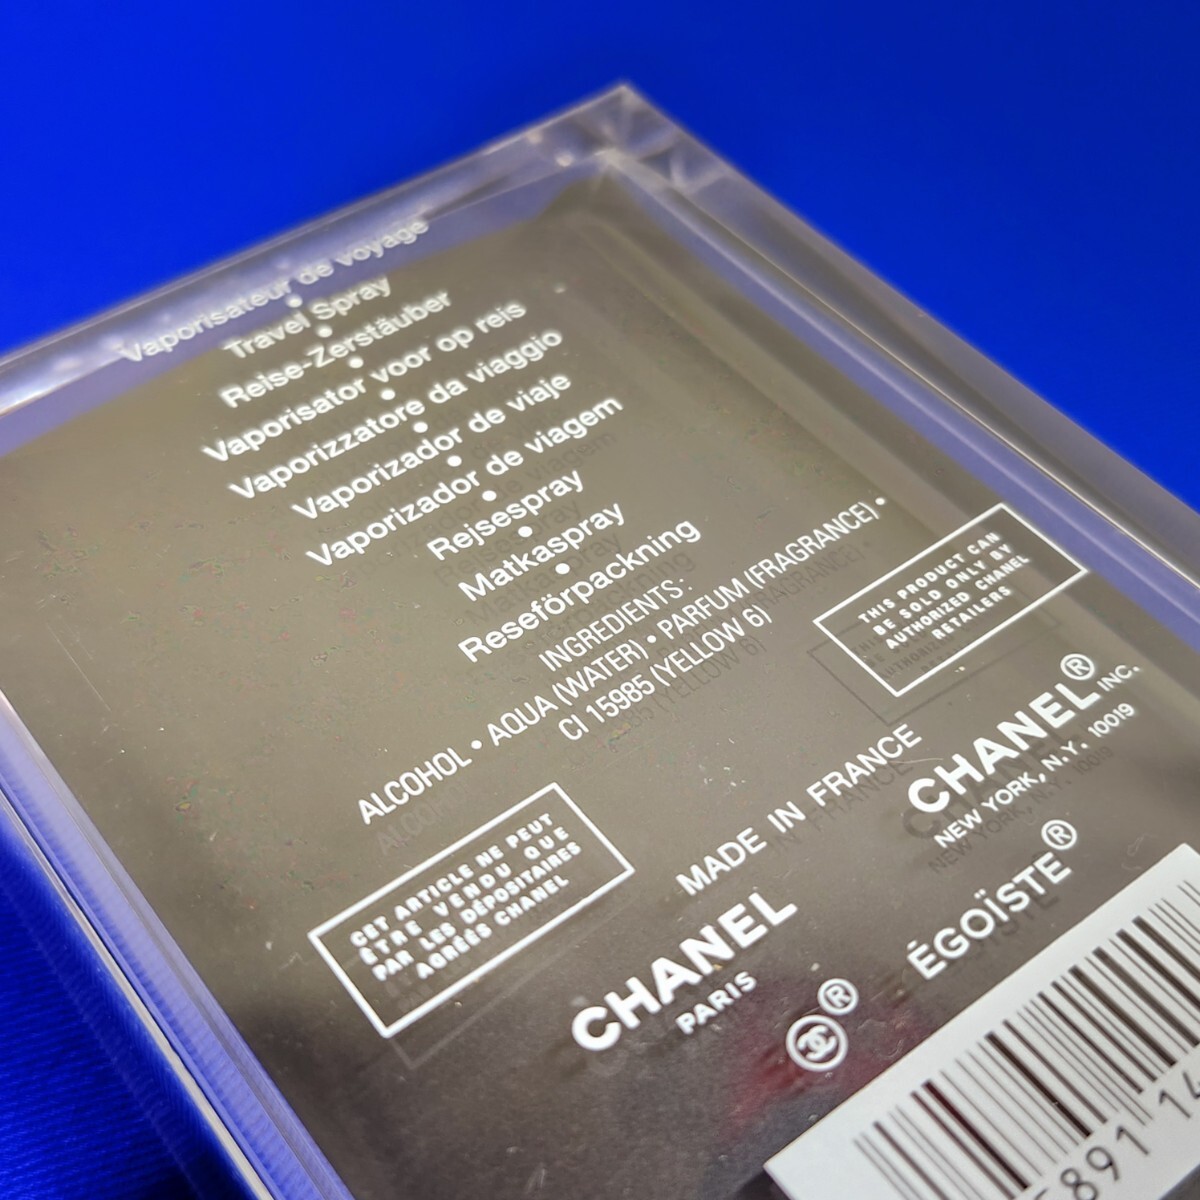 Vaporisateur de voyage
•
Travel Spray
•
Reise-Zerstäuber
•
Vaporisator voor op reis
•
Vaporizzatore da viaggio
•
Vaporizador de viaje
•
Vaporizador de viagem
•
Rejsespray
•
Matkaspray
•
Reseförpackning
INGREDIENTS:
ALCOHOL • AQUA (WATER) • PARFUM (FRAGRANCE) •
CI 15985 (YELLOW 6)
CET ARTICLE NE PEUT
ÊTRE VENDU QUE
PAR LES DÉPOSITAIRES
AGRÉÉS CHANEL
THIS PRODUCT CAN
BE SOLD ONLY BY
AUTHORIZED CHANEL
RETAILERS
MADE IN FRANCE
CHANEL
PARIS
CHANEL® INC.
NEW YORK, N.Y. 10019
®
ÉGOÏSTE®
891 14